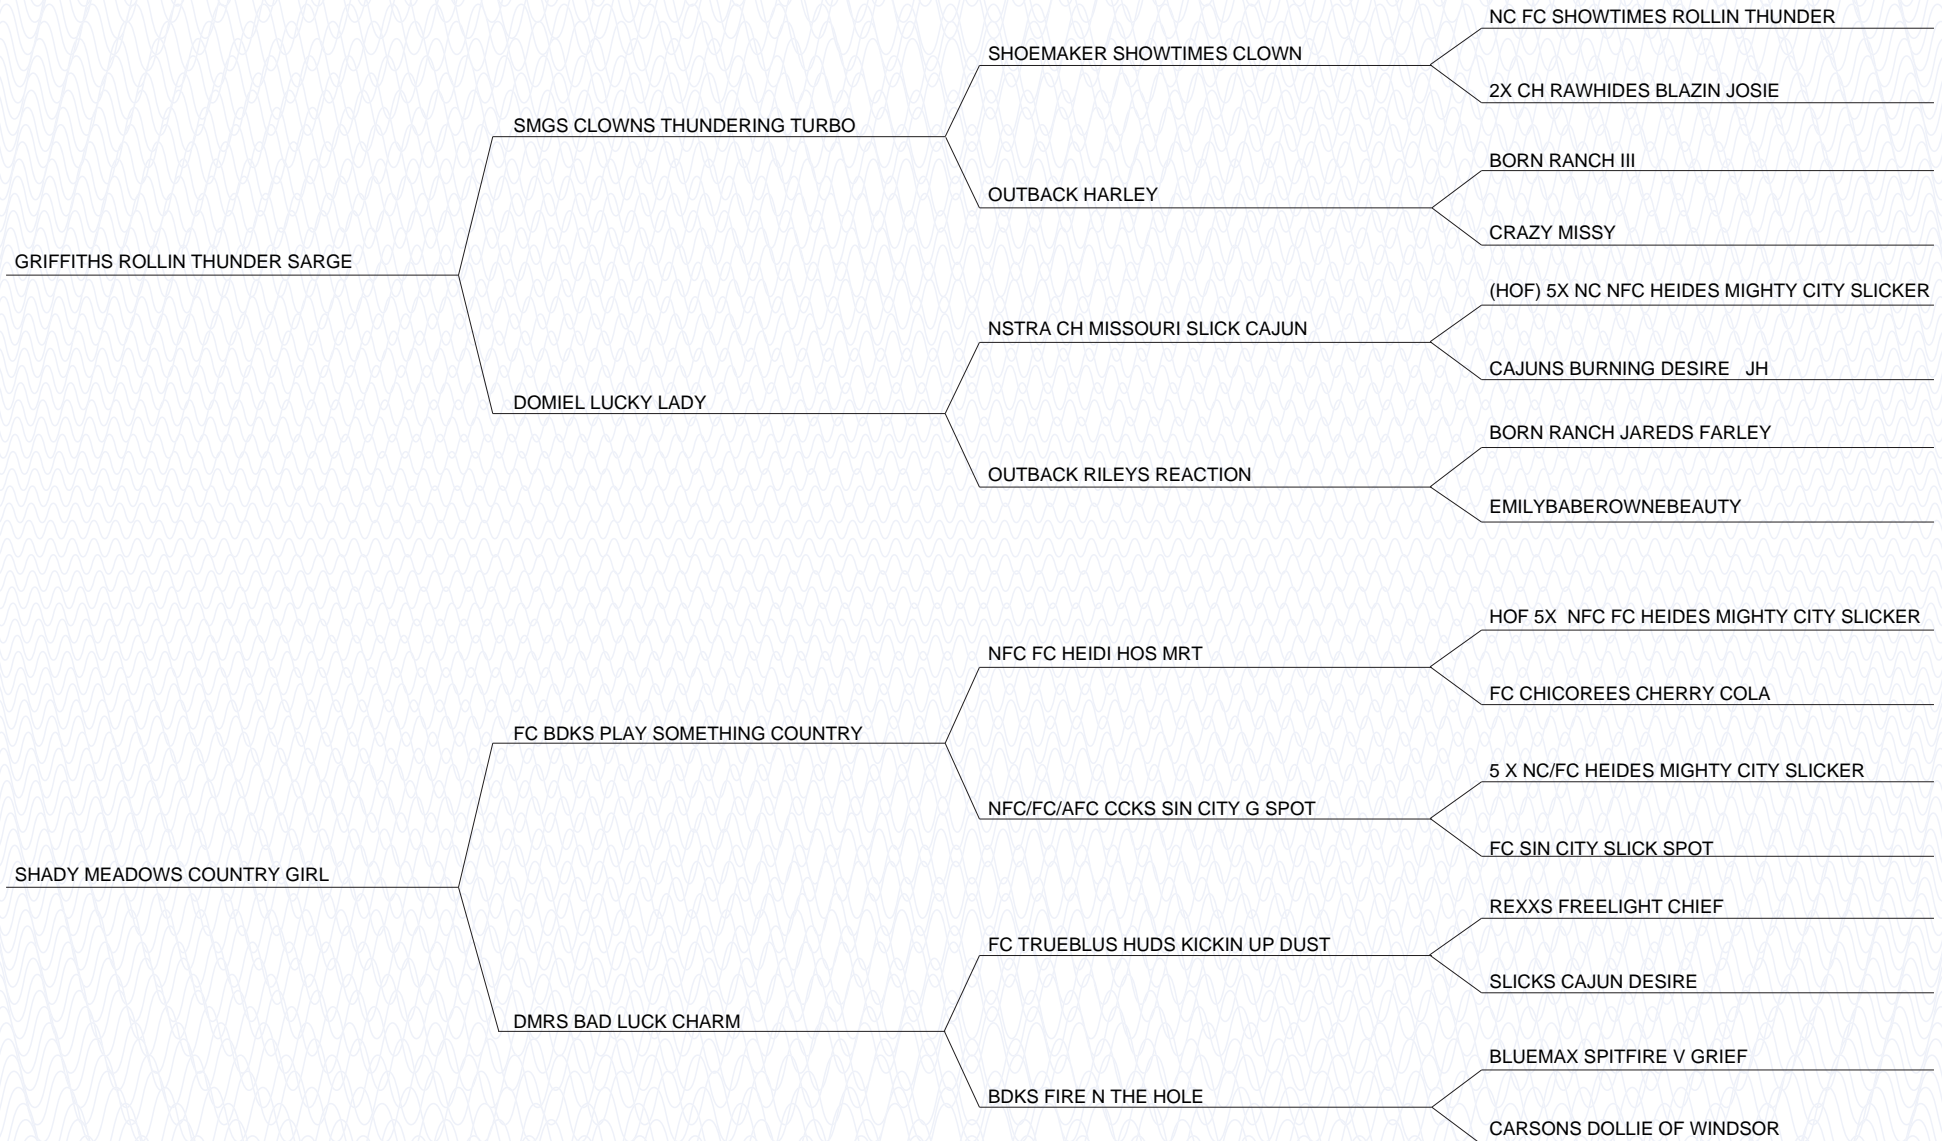 NC FC SHOWTIMES ROLLIN THUNDER
SHOEMAKER SHOWTIMES CLOWN
2X CH RAWHIDES BLAZIN JOSIE
SMGS CLOWNS THUNDERING TURBO
BORN RANCH III
OUTBACK HARLEY
CRAZY MISSY
GRIFFITHS ROLLIN THUNDER SARGE
(HOF) 5X NC NFC HEIDES MIGHTY CITY SLICKER
NSTRA CH MISSOURI SLICK CAJUN
CAJUNS BURNING DESIRE   JH
DOMIEL LUCKY LADY
BORN RANCH JAREDS FARLEY
OUTBACK RILEYS REACTION
EMILYBABEROWNEBEAUTY
HOF 5X  NFC FC HEIDES MIGHTY CITY SLICKER
NFC FC HEIDI HOS MRT
FC CHICOREES CHERRY COLA
FC BDKS PLAY SOMETHING COUNTRY
5 X NC/FC HEIDES MIGHTY CITY SLICKER
NFC/FC/AFC CCKS SIN CITY G SPOT
FC SIN CITY SLICK SPOT
SHADY MEADOWS COUNTRY GIRL
REXXS FREELIGHT CHIEF
FC TRUEBLUS HUDS KICKIN UP DUST
SLICKS CAJUN DESIRE
DMRS BAD LUCK CHARM
BLUEMAX SPITFIRE V GRIEF
BDKS FIRE N THE HOLE
CARSONS DOLLIE OF WINDSOR